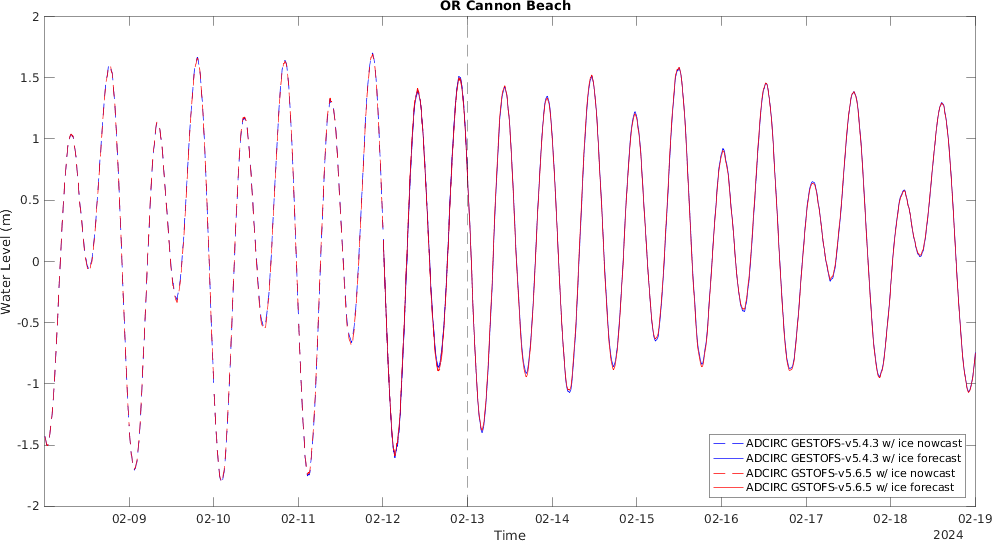 OR Cannon Beach
2
1.5
1
0.5
0
-0.5
-1
-1.5
-2
Water Level (m)
ADCIRC GESTOFS-v5.4.3 w/ ice nowcast
ADCIRC GESTOFS-v5.4.3 w/ ice forecast
ADCIRC GSTOFS-v5.6.5 w/ ice nowcast
ADCIRC GSTOFS-v5.6.5 w/ ice forecast
02-09 02-10 02-11 02-12 02-13 02-14 02-15 02-16 02-17 02-18 02-19
Time
2024